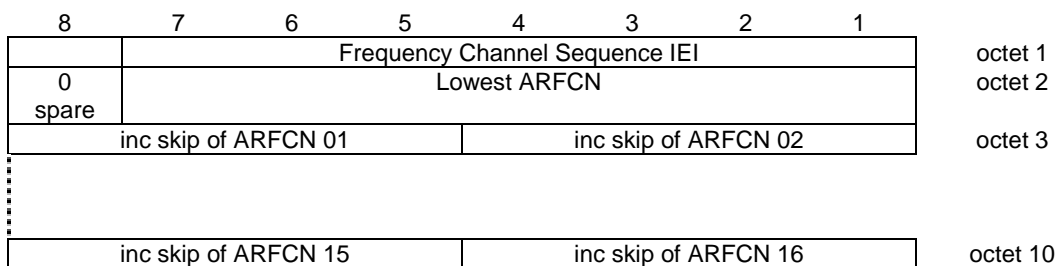 8 7 6 5 4 3 2 1
Frequency Channel Sequence IEI octet 1
0 Lowest ARFCN octet 2
spare
inc skip of ARFCN 01 inc skip of ARFCN 02 octet 3
inc skip of ARFCN 15 inc skip of ARFCN 16 octet 10